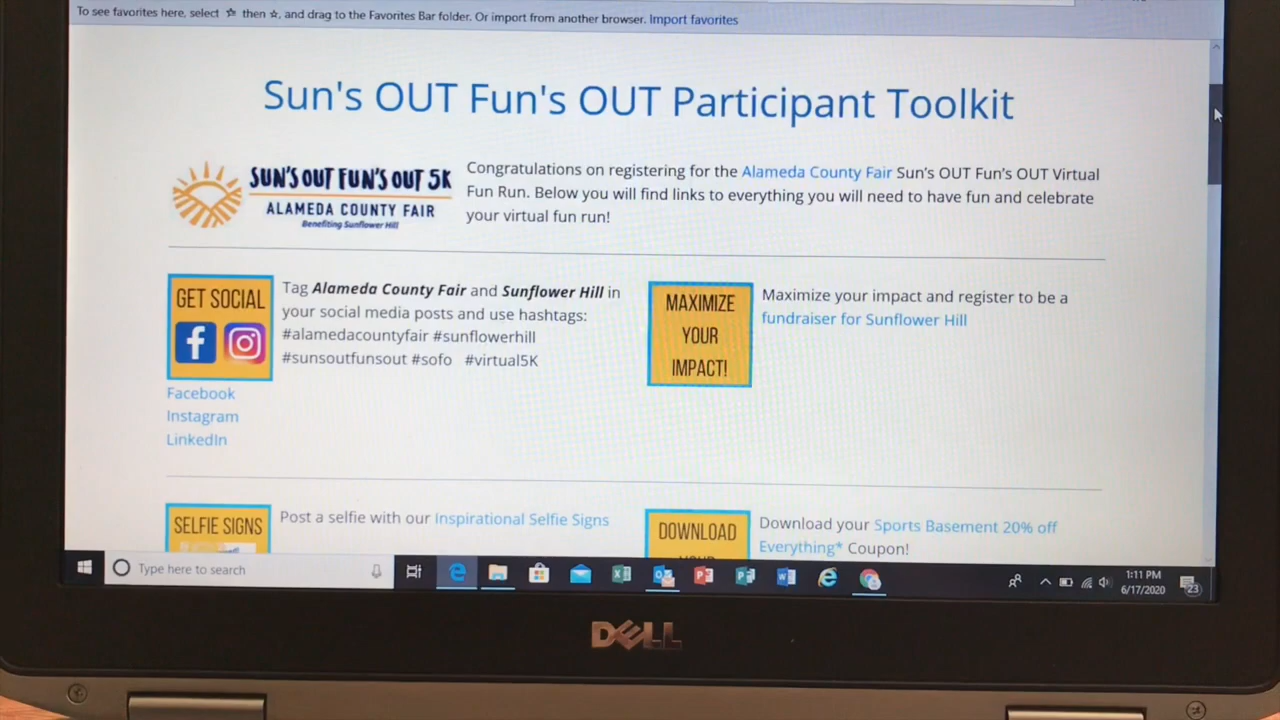 To see favorites here, select ☆ then ☆, and drag to the Favorites Bar folder. Or import from another browser. Import favorites
Sun's OUT Fun's OUT Participant Toolkit
SUN'S OUT FUN'S OUT 5K
ALAMEDA COUNTY FAIR
Benefiting Sunflower Hill
Congratulations on registering for the Alameda County Fair Sun's OUT Fun's OUT Virtual
Fun Run. Below you will find links to everything you will need to have fun and celebrate
your virtual fun run!
GET SOCIAL
Tag Alameda County Fair and Sunflower Hill in
your social media posts and use hashtags:
#alamedacountyfair #sunflowerhill
#sunsoutfunsout #sofo #virtual5K
Facebook
Instagram
LinkedIn
MAXIMIZE
YOUR
IMPACT!
Maximize your impact and register to be a
fundraiser for Sunflower Hill
SELFIE SIGNS
Post a selfie with our Inspirational Selfie Signs
DOWNLOAD
Download your Sports Basement 20% off
Everything* Coupon!
Type here to search
1:11 PM
6/17/2020
23
DELL